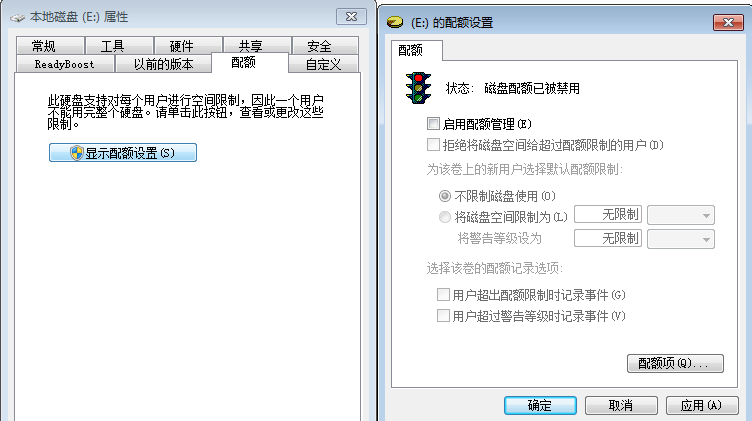 本地磁盘 (E:) 属性
常规 工具 硬件 共享 安全
ReadyBoost 以前的版本 配额 自定义
此硬盘支持对每个用户进行空间限制，因此一个用户
不能用完整个硬盘。请单击此按钮，查看或更改这些
限制。
显示配额设置(S)
(E:) 的配额设置
配额
状态： 磁盘配额已被禁用
启用配额管理(E)
拒绝将磁盘空间给超过配额限制的用户(D)
为该卷上的新用户选择默认配额限制:
不限制磁盘使用(O)
将磁盘空间限制为(L) 无限制
将警告等级设为 无限制
选择该卷的配额记录选项:
用户超出配额限制时记录事件(G)
用户超过警告等级时记录事件(V)
配额项(Q)...
确定 取消 应用(A)